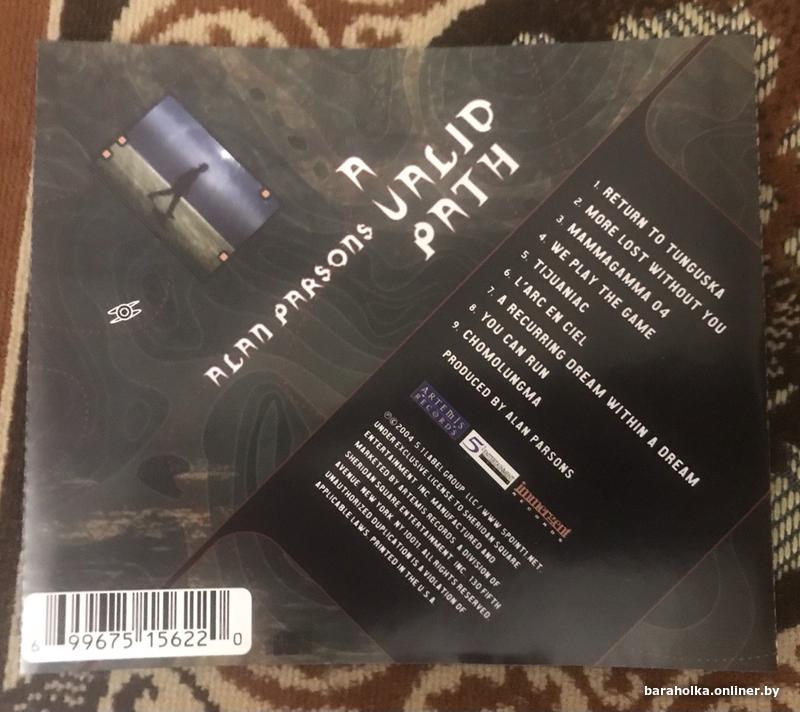 A
VALID
PATH
ALAN PARSONS
1. RETURN TO TUNGUSKA
2. MORE LOST WITHOUT YOU
3. MAMMAGAMMA 04
4. WE PLAY THE GAME
5. TIJUANIAC
6. L'ARC EN CIEL
7. A RECURRING DREAM WITHIN A DREAM
8. YOU CAN RUN
9. CHOMOLUNGMA
PRODUCED BY ALAN PARSONS
ARTEMIS
RECORDS
5.1
immergent
RECORDS
℗©2004 5.1 LABEL GROUP, LLC / WWW.5POINT1.NET.
UNDER EXCLUSIVE LICENSE TO SHERIDAN SQUARE
ENTERTAINMENT, INC. MANUFACTURED AND
MARKETED BY ARTEMIS RECORDS, A DIVISION OF
SHERIDAN SQUARE ENTERTAINMENT, INC. 130 FIFTH
AVENUE, NEW YORK, NY 10011. ALL RIGHTS RESERVED.
UNAUTHORIZED DUPLICATION IS A VIOLATION OF
APPLICABLE LAWS. PRINTED IN THE U.S.A.
6 99675 15622 0
baraholka.onliner.by